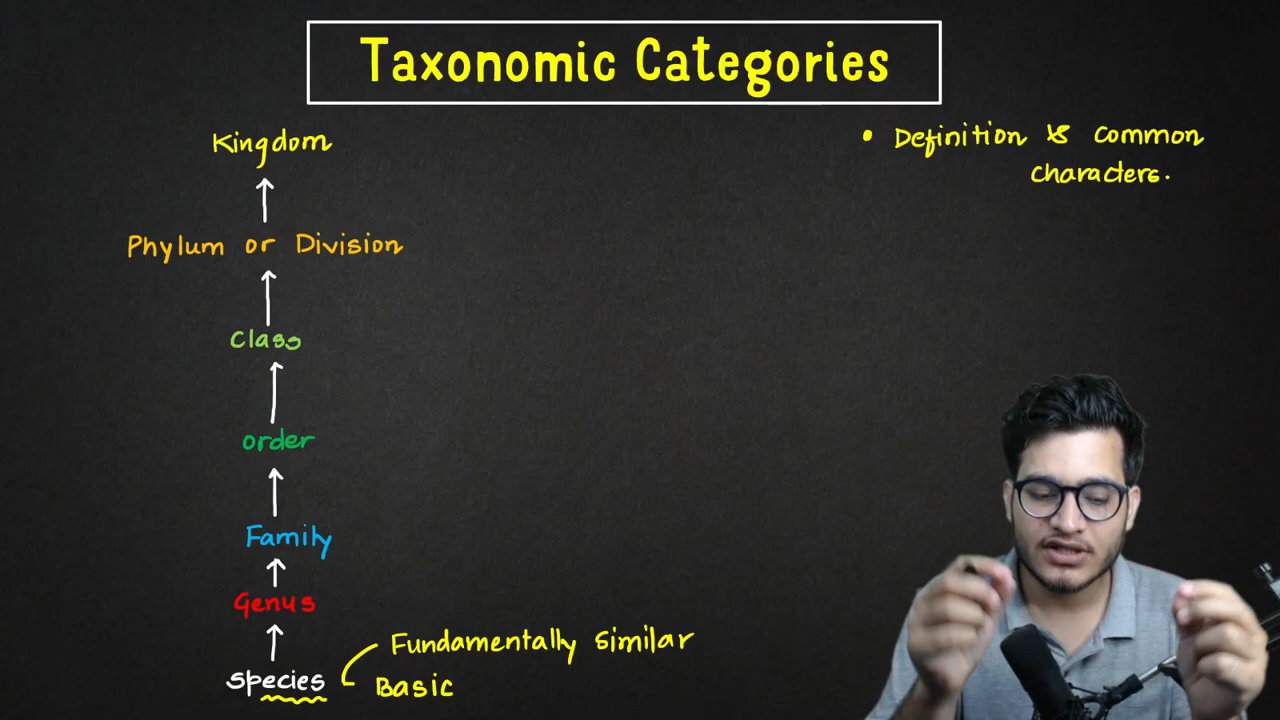 Taxonomic Categories
Kingdom
• Definition & Common
Characters.
Phylum or Division
Class
Order
Family
Genus
Species
Fundamentally Similar
Basic